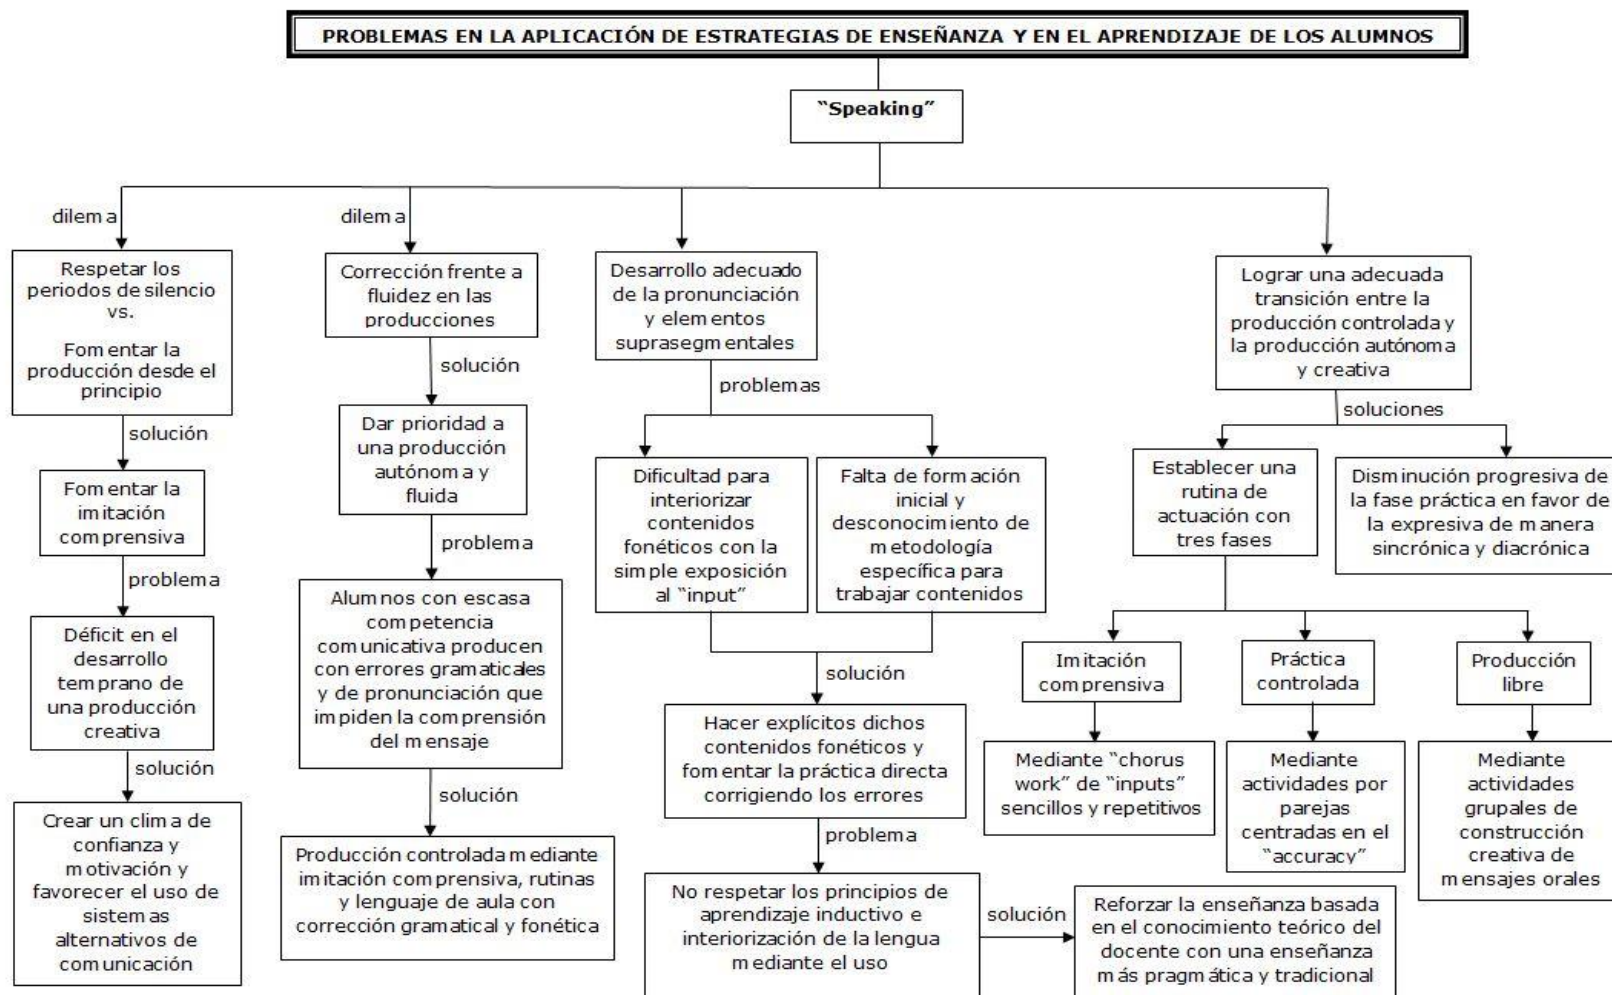 PROBLEMAS EN LA APLICACIÓN DE ESTRATEGIAS DE ENSEÑANZA Y EN EL APRENDIZAJE DE LOS ALUMNOS
“Speaking”
dilema
Respetar los
periodos de silencio
vs.
Fomentar la
producción desde el
principio
solución
Fomentar la
imitación
comprensiva
problema
Déficit en el
desarrollo
temprano de
una producción
creativa
solución
Crear un clima de
confianza y
motivación y
favorecer el uso de
sistemas
alternativos de
comunicación
dilema
Corrección frente a
fluidez en las
producciones
solución
Dar prioridad a
una producción
autónoma y
fluida
problema
Alumnos con escasa
competencia
comunicativa producen
con errores gramaticales
y de pronunciación que
impiden la comprensión
del mensaje
solución
Producción controlada mediante
imitación comprensiva, rutinas
y lenguaje de aula con
corrección gramatical y fonética
Desarrollo adecuado
de la pronunciación
y elementos
suprasegmentales
problemas
Dificultad para
interiorizar
contenidos
fonéticos con la
simple exposición
al “input”
Falta de formación
inicial y
desconocimiento de
metodología
específica para
trabajar contenidos
solución
Hacer explícitos dichos
contenidos fonéticos y
fomentar la práctica directa
corrigiendo los errores
problema
No respetar los principios de
aprendizaje inductivo e
interiorización de la lengua
mediante el uso
solución
Reforzar la enseñanza basada
en el conocimiento teórico del
docente con una enseñanza
más pragmática y tradicional
Lograr una adecuada
transición entre la
producción controlada y
la producción autónoma
y creativa
soluciones
Establecer una
rutina de
actuación con
tres fases
Disminución progresiva de
la fase práctica en favor de
la expresiva de manera
sincrónica y diacrónica
Imitación
comprensiva
Mediante “chorus
work” de “inputs”
sencillos y repetitivos
Práctica
controlada
Mediante
actividades por
parejas
centradas en el
“accuracy”
Producción
libre
Mediante
actividades
grupales de
construcción
creativa de
mensajes orales